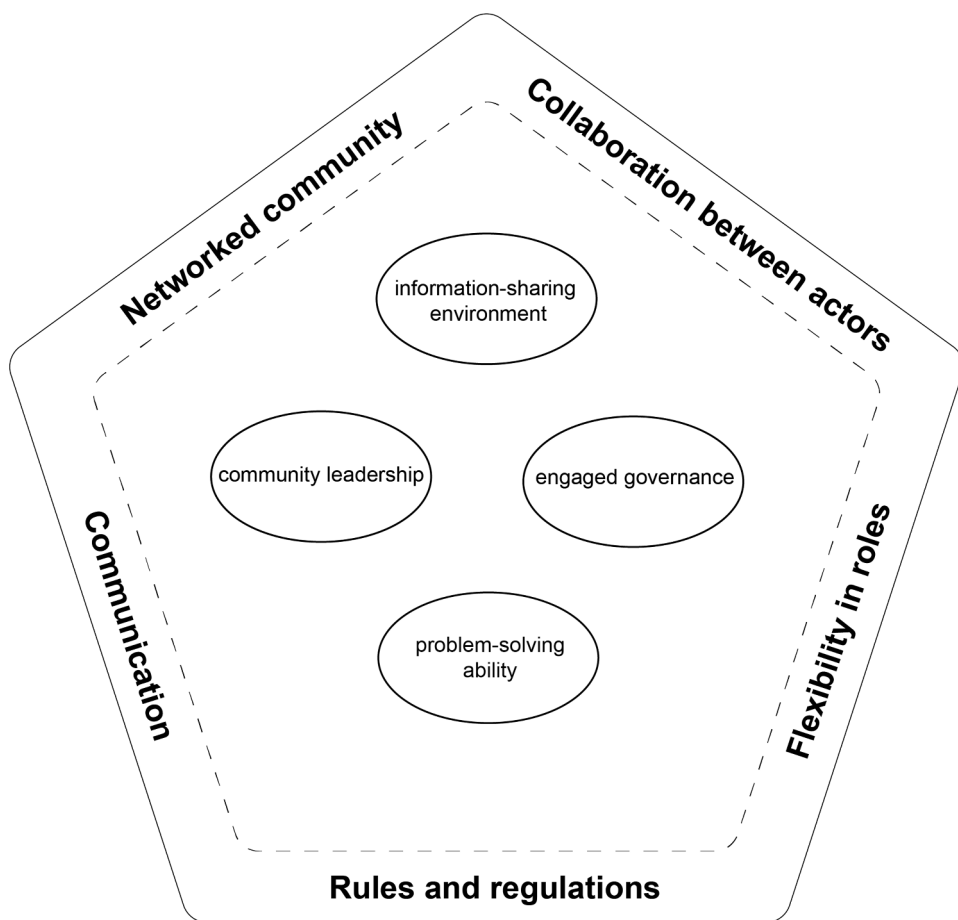 Networked community
Collaboration between actors
information-sharing
environment
community leadership
engaged governance
Communication
Flexibility in roles
problem-solving
ability
Rules and regulations